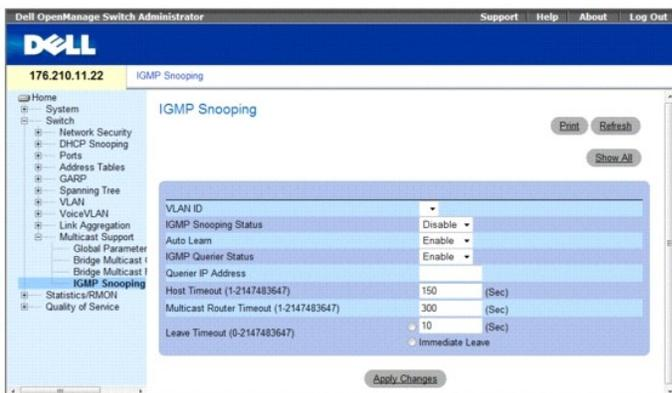 Dell OpenManage Switch Administrator Support Help About Log Out
DELL
176.210.11.22 IGMP Snooping
Home
System
Switch
Network Security
DHCP Snooping
Ports
Address Tables
GARP
Spanning Tree
VLAN
VoiceVLAN
Link Aggregation
Multicast Support
Global Parameter
Bridge Multicast
Bridge Multicast
IGMP Snooping
Statistics/RMON
Quality of Service
IGMP Snooping
Print Refresh
Show All
VLAN ID
IGMP Snooping Status Disable
Auto Learn Enable
IGMP Querier Status Enable
Querier IP Address
Host Timeout (1-2147483647) 150 (Sec)
Multicast Router Timeout (1-2147483647) 300 (Sec)
Leave Timeout (0-2147483647) 10 (Sec)
Immediate Leave
Apply Changes